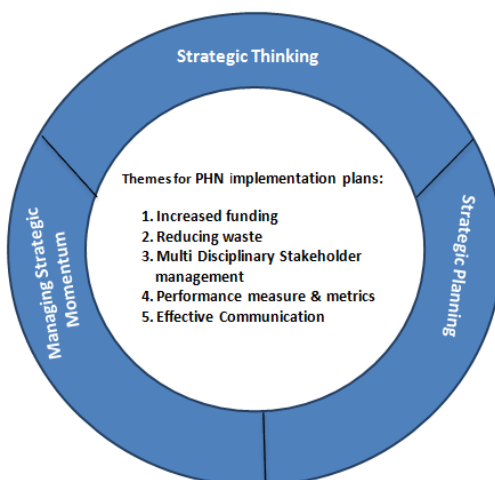 Strategic Thinking
Themes for PHN implementation plans:
1. Increased funding
2. Reducing waste
3. Multi Disciplinary Stakeholder
management
4. Performance measure & metrics
5. Effective Communication
Managing Strategic
Momentum
Strategic Planning